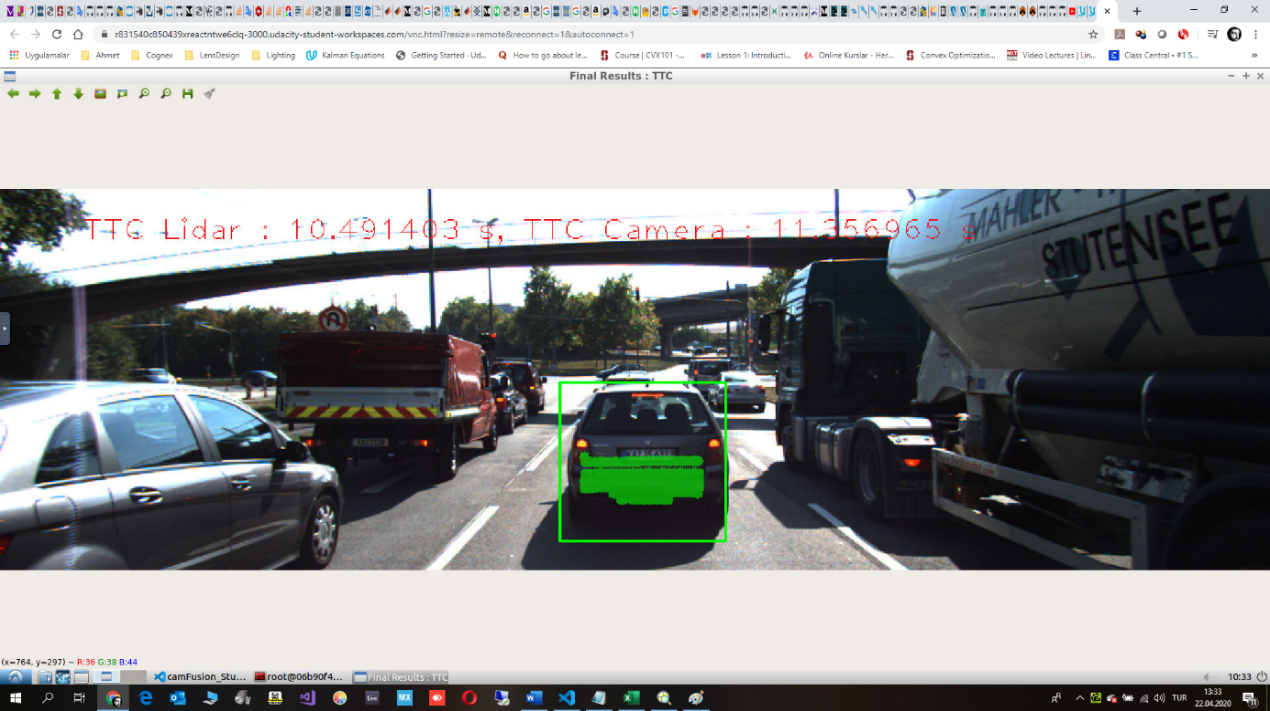 r831540c850439xreactntwe6clq-3000.udacity-student-workspaces.com/vnc.html?resize=remote&reconnect=1&autoconnect=1
Uygulamalar Ahmet Cognex LensDesign Lighting Kalman Equations Getting Started · Ud... How to go about le... Course | CVX101 -... Lesson 1: Introducti... Online Kurslar - Her... Convex Optimizatio... Video Lectures | Lin... Class Central • #1 S... »
Final Results : TTC
TTC Lidar : 10.491403 s, TTC Camera : 11.356965 s
MAHLER
STUTENSEE
(x=764, y=297) ~ R:36 G:38 B:44
camFusion_Stu... root@06b90f4... Final Results : TTC 10:33
TUR 13:33
22.04.2020